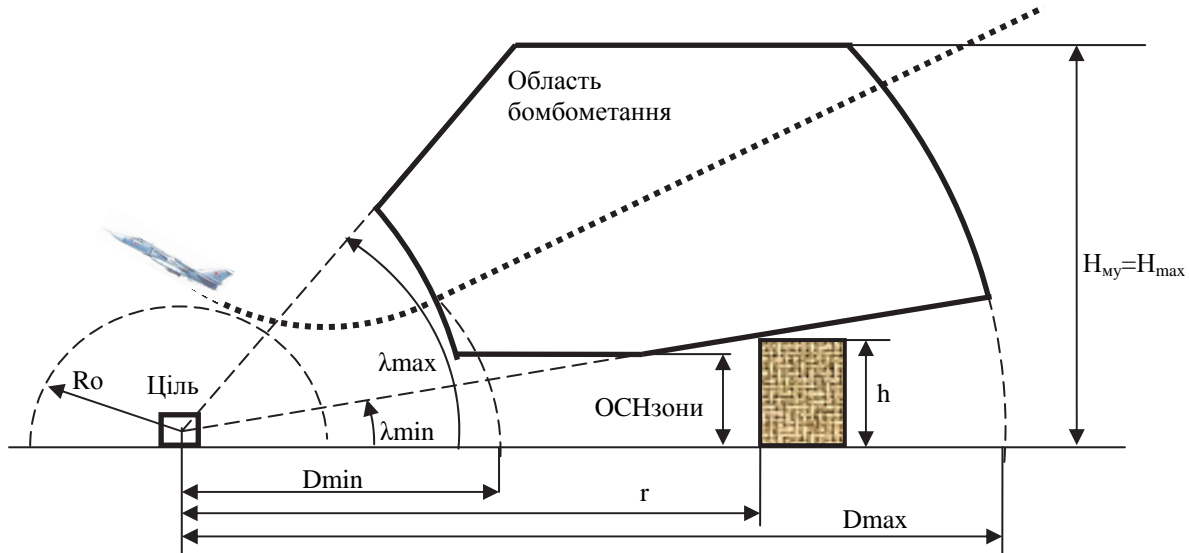 Область
бомбометання
Hму=Hmax
λmax
Ro
Ціль
ОСНзони
h
λmin
Dmin
r
Dmax